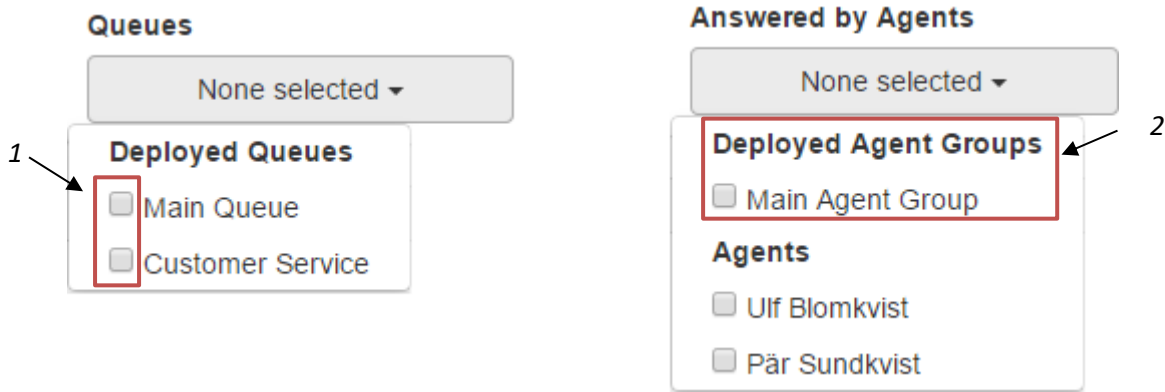 Queues
None selected
1
Deployed Queues
Main Queue
Customer Service
Answered by Agents
None selected
2
Deployed Agent Groups
Main Agent Group
Agents
Ulf Blomkvist
Pär Sundkvist